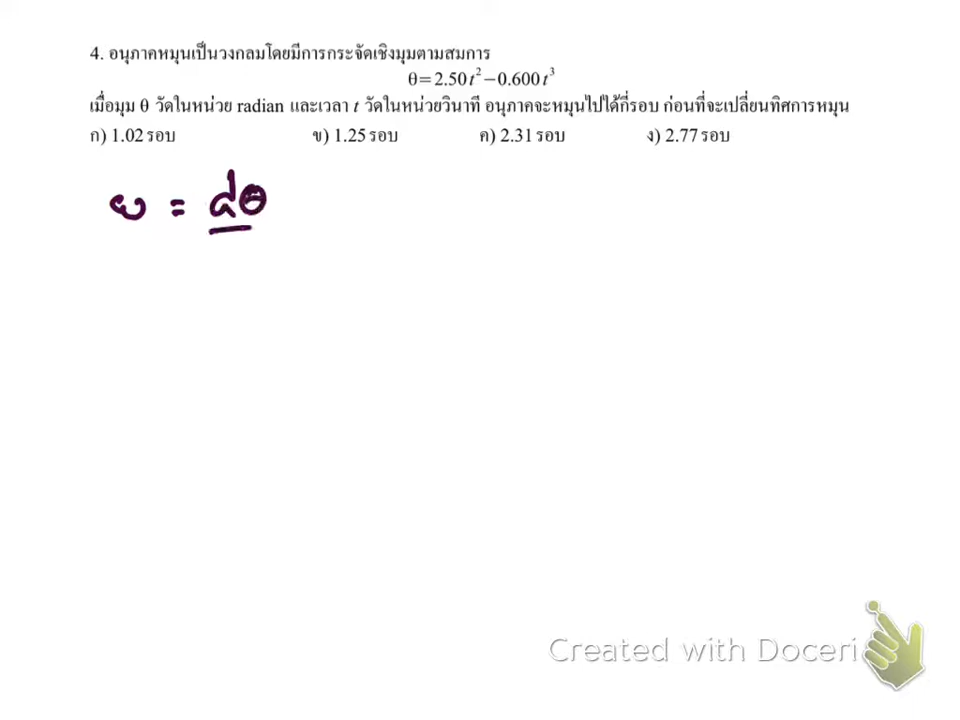 4. อนุภาคหมุนเป็นวงกลมโดยมีการกระจัดเชิงมุมตามสมการ
θ=2.50t²−0.600t³
เมื่อมุม θ วัดในหน่วย radian และเวลา t วัดในหน่วยวินาที อนุภาคจะหมุนไปได้กี่รอบ ก่อนที่จะเปลี่ยนทิศการหมุน
ก) 1.02 รอบ ข) 1.25 รอบ ค) 2.31 รอบ ง) 2.77 รอบ
ω = dθ
Created with Doceri